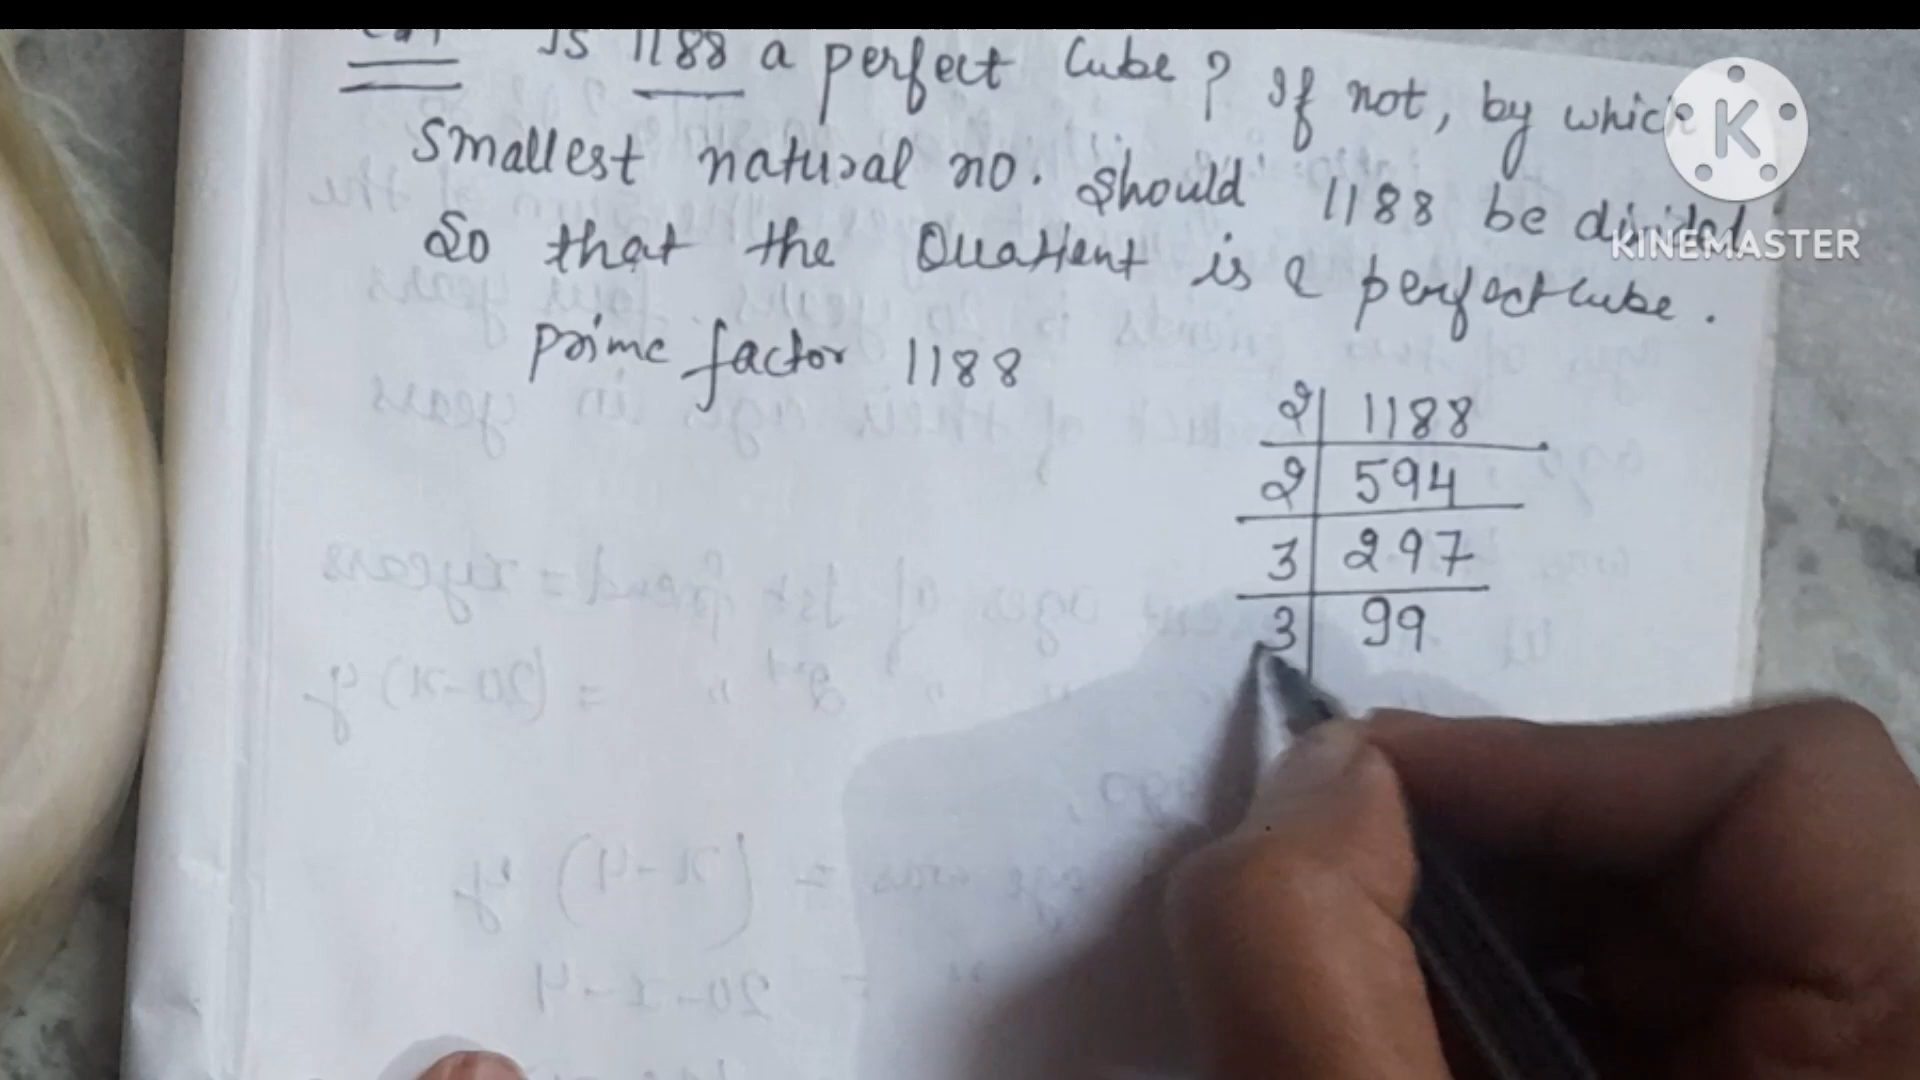 Is 1188 a perfect Cube? If not, by which
Smallest natural no. Should 1188 be divided
So that the Quatient is a perfect Cube.
prime factor 1188
2 | 1188
2 | 594
3 | 297
3 | 99
K
KINEMASTER